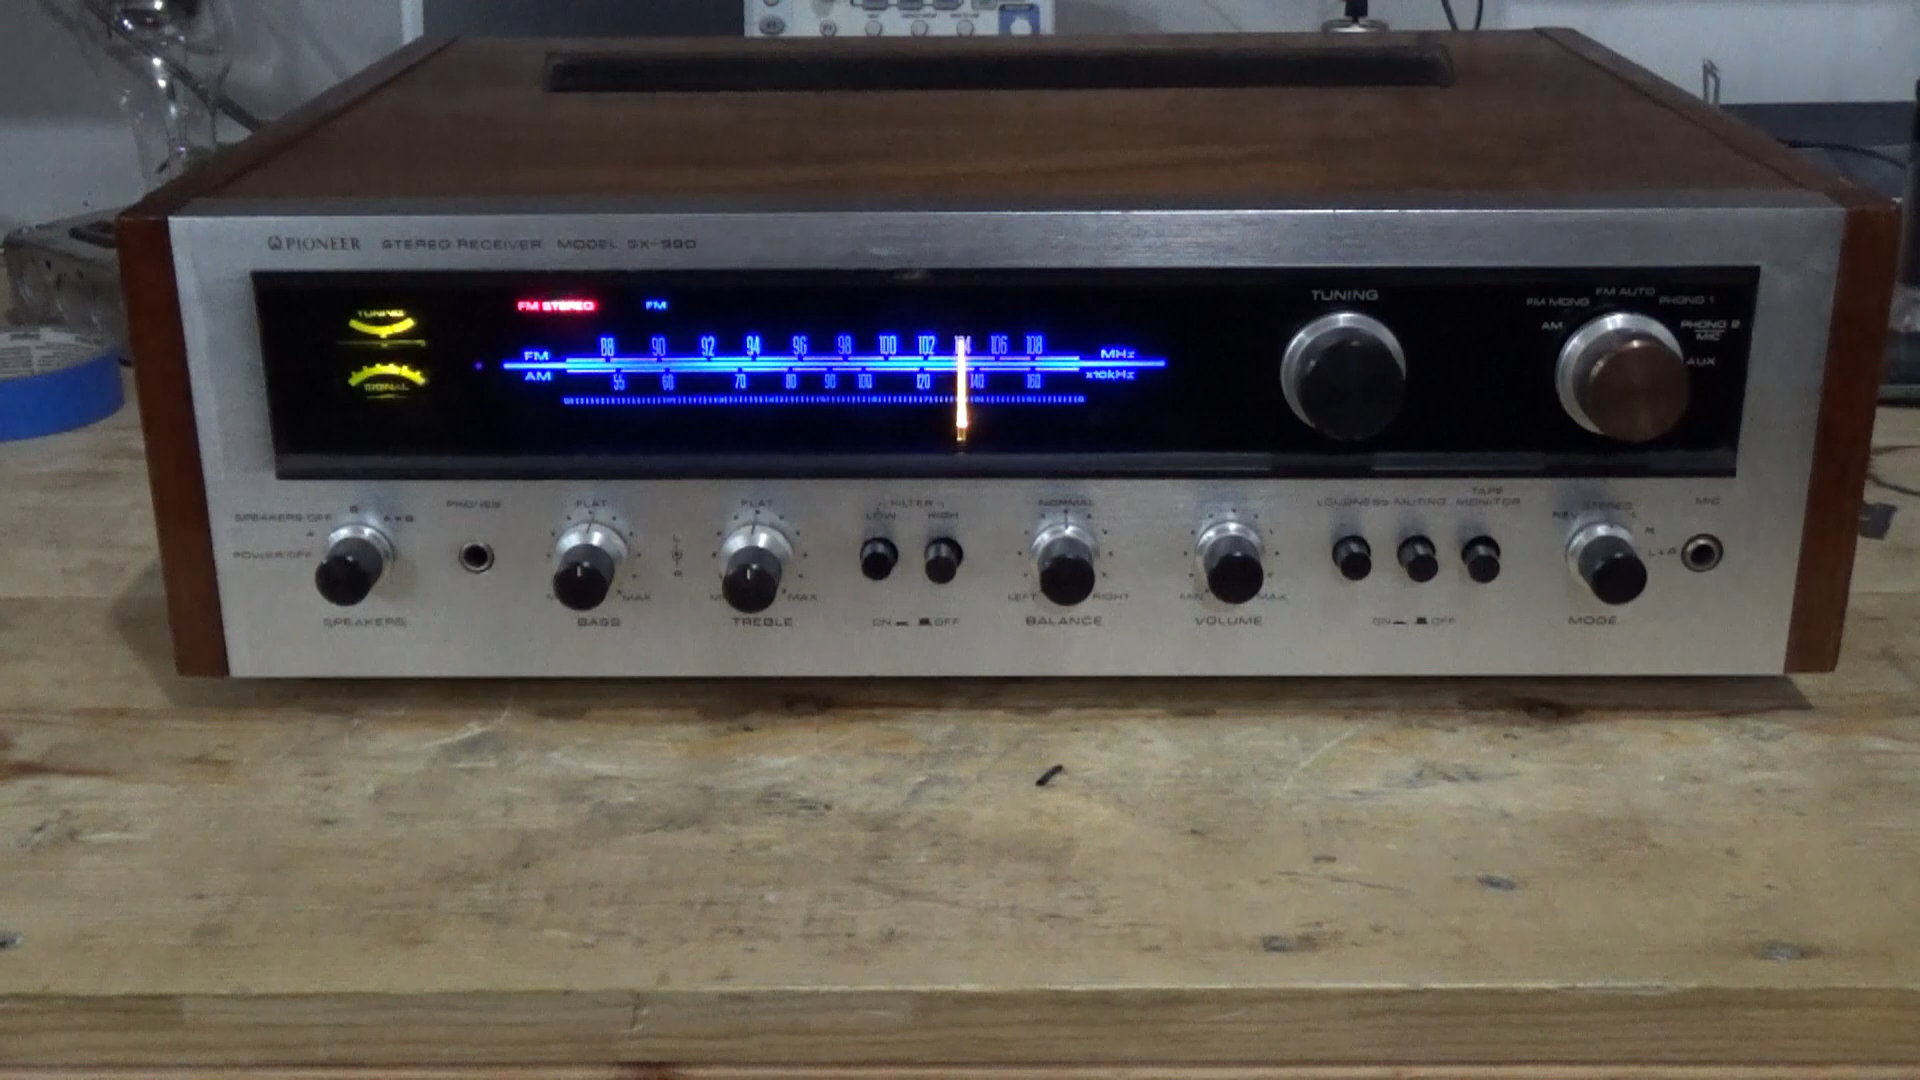 PIONEER STEREO RECEIVER MODEL SX-990
TUNING
SIGNAL
FM STEREO FM
FM 88 90 92 94 96 98 100 102 104 106 108 MHz
AM 55 60 70 80 90 100 120 140 160 x10kHz
TUNING
AM FM MONO FM AUTO PHONO 1 PHONO 2 MIC AUX
SPEAKERS OFF A B A+B
POWER OFF
SPEAKERS
PHONES
FLAT
MAX
BASS
L
R
FLAT
MAX
TREBLE
FILTER
LOW HIGH
ON OFF
NORMAL
LEFT RIGHT
BALANCE
MIN MAX
VOLUME
LOUDNESS MUTING TAPE MONITOR
ON OFF
STEREO
L
R
L+R
MODE
MIC